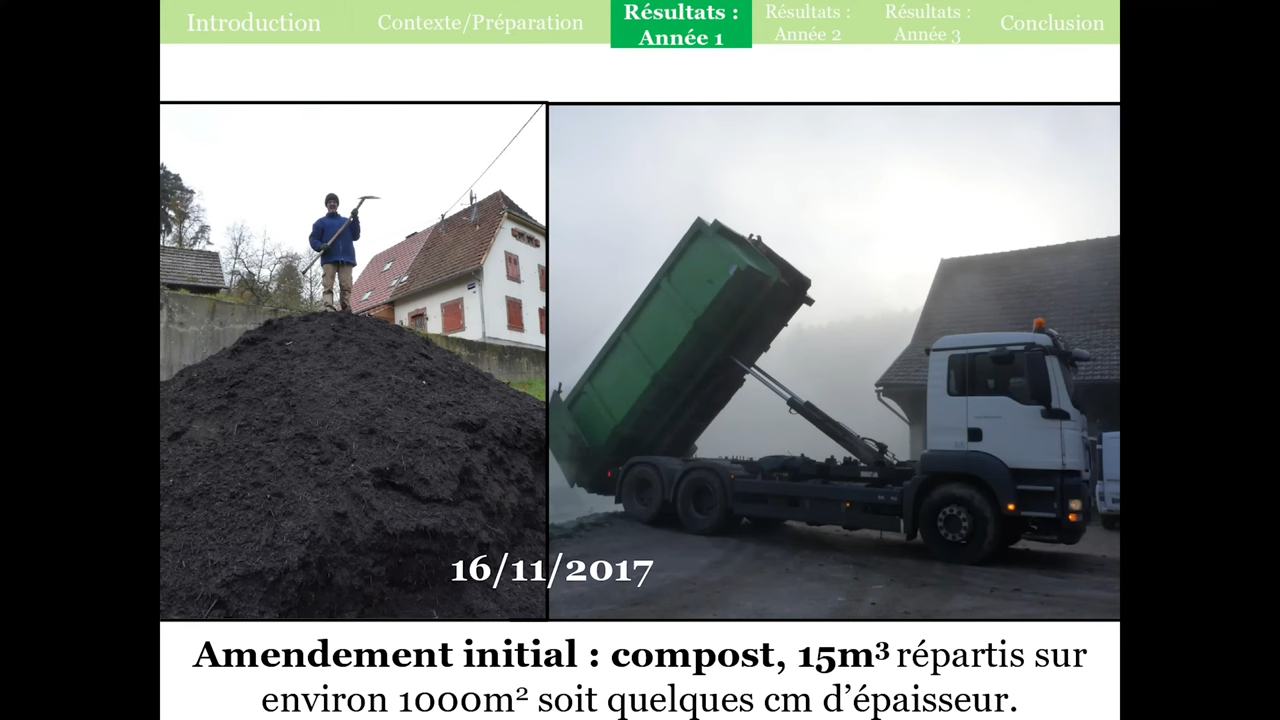 Introduction
Contexte/Préparation
Résultats :
Année 1
Résultats :
Année 2
Résultats :
Année 3
Conclusion
16/11/2017
Amendement initial : compost, 15m³ répartis sur
environ 1000m² soit quelques cm d’épaisseur.